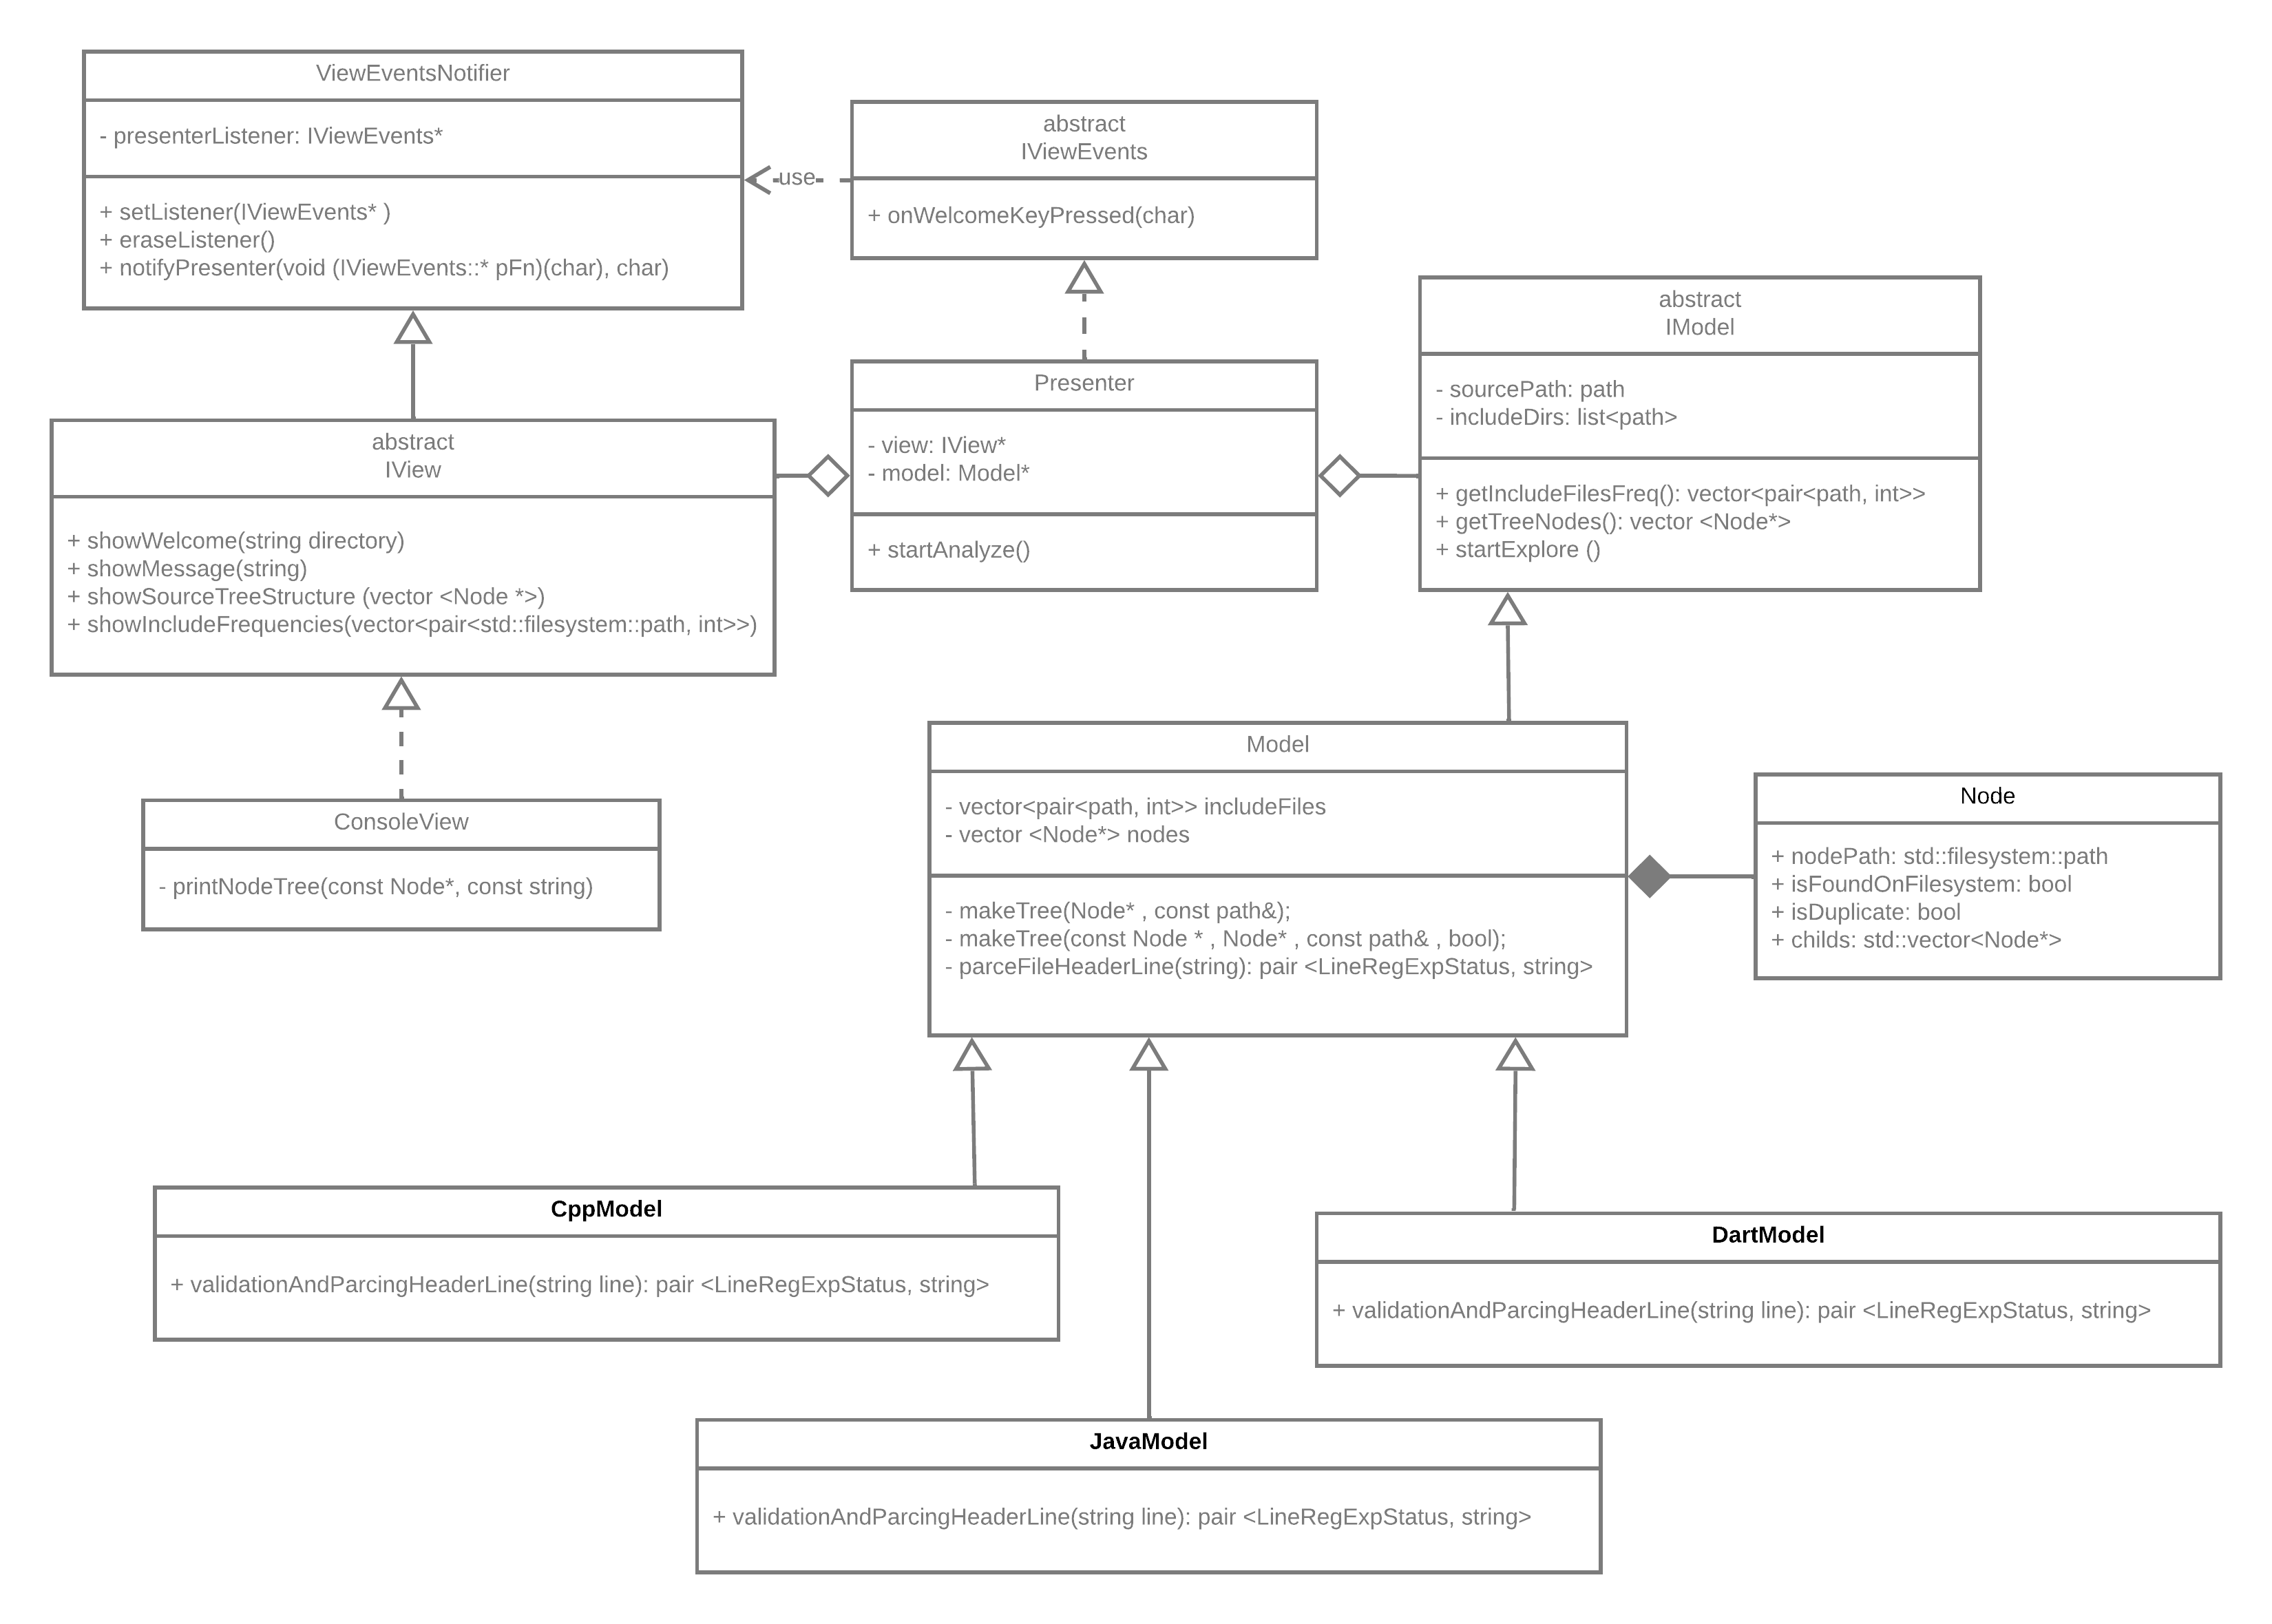 ViewEventsNotifier
- presenterListener: IViewEvents*
+ setListener(IViewEvents* )
+ eraseListener()
+ notifyPresenter(void (IViewEvents::* pFn)(char), char)
use
abstract
IViewEvents
+ onWelcomeKeyPressed(char)
abstract
IModel
- sourcePath: path
- includeDirs: list<path>
+ getIncludeFilesFreq(): vector<pair<path, int>>
+ getTreeNodes(): vector <Node*>
+ startExplore ()
Presenter
- view: IView*
- model: Model*
+ startAnalyze()
abstract
IView
+ showWelcome(string directory)
+ showMessage(string)
+ showSourceTreeStructure (vector <Node *>)
+ showIncludeFrequencies(vector<pair<std::filesystem::path, int>>)
ConsoleView
- printNodeTree(const Node*, const string)
Model
- vector<pair<path, int>> includeFiles
- vector <Node*> nodes
- makeTree(Node* , const path&);
- makeTree(const Node * , Node* , const path& , bool);
- parceFileHeaderLine(string): pair <LineRegExpStatus, string>
Node
+ nodePath: std::filesystem::path
+ isFoundOnFilesystem: bool
+ isDuplicate: bool
+ childs: std::vector<Node*>
CppModel
+ validationAndParcingHeaderLine(string line): pair <LineRegExpStatus, string>
DartModel
+ validationAndParcingHeaderLine(string line): pair <LineRegExpStatus, string>
JavaModel
+ validationAndParcingHeaderLine(string line): pair <LineRegExpStatus, string>